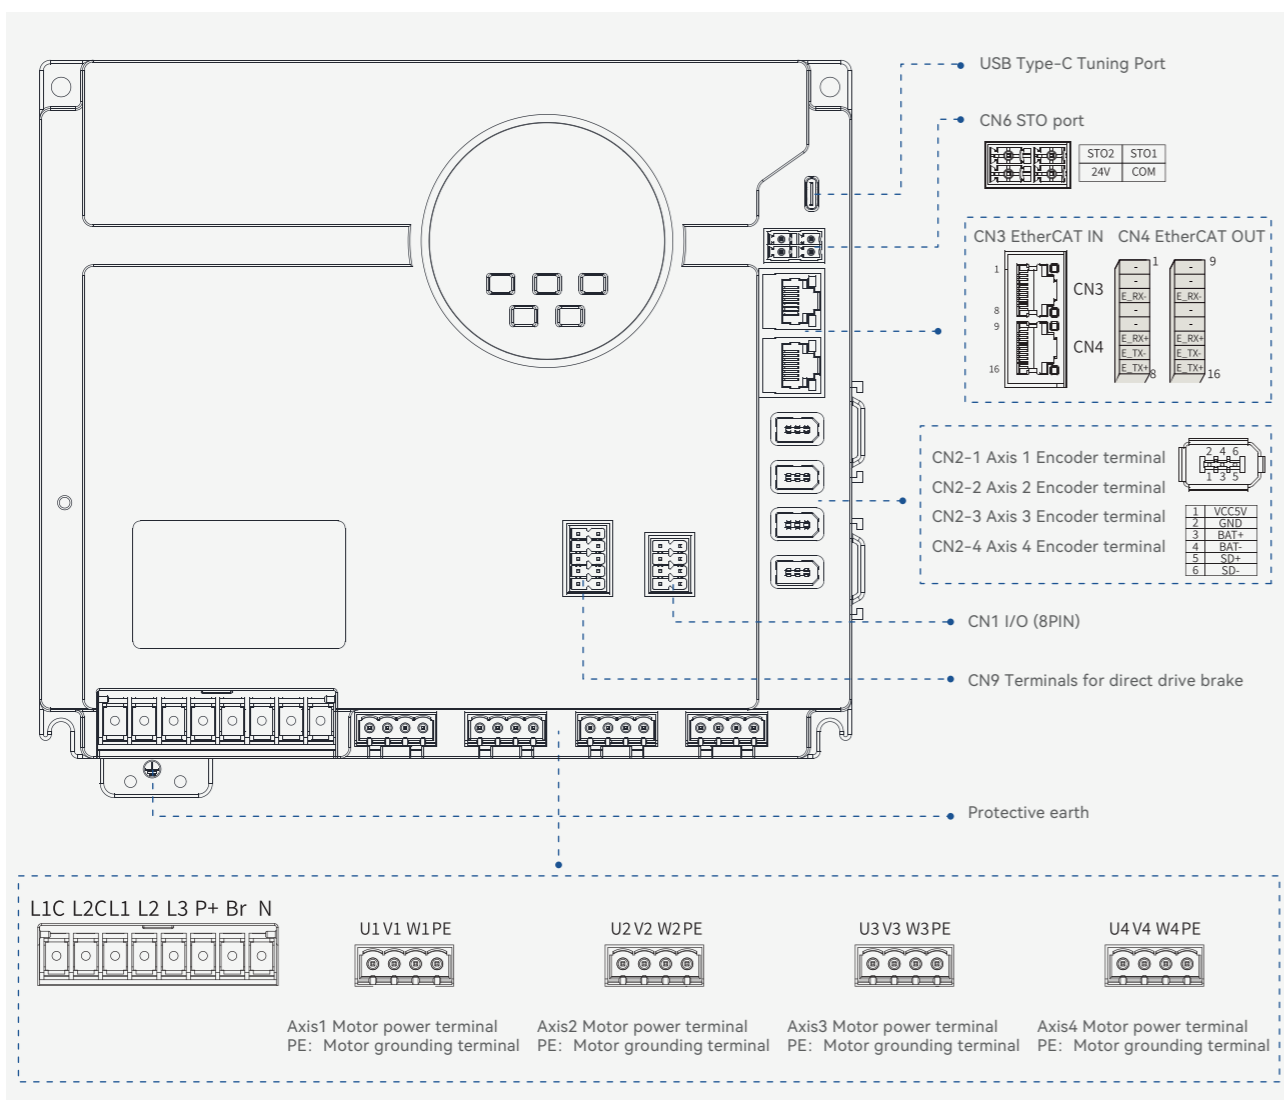 USB Type-C Tuning Port
CN6 STO port
STO2 STO1
24V COM
CN3 EtherCAT IN CN4 EtherCAT OUT
1
8
9
16
CN3
CN4
1
-
-
E_RX-
-
-
E_RX+
E_TX-
E_TX+
8
9
-
-
E_RX-
-
-
E_RX+
E_TX-
E_TX+
16
CN2-1 Axis 1 Encoder terminal
CN2-2 Axis 2 Encoder terminal
CN2-3 Axis 3 Encoder terminal
CN2-4 Axis 4 Encoder terminal
2 4 6
1 3 5
1 VCC5V
2 GND
3 BAT+
4 BAT-
5 SD+
6 SD-
CN1 I/O (8PIN)
CN9 Terminals for direct drive brake
Protective earth
L1C L2C L1 L2 L3 P+ Br N
U1 V1 W1 PE
U2 V2 W2 PE
U3 V3 W3 PE
U4 V4 W4 PE
Axis1 Motor power terminal
PE: Motor grounding terminal
Axis2 Motor power terminal
PE: Motor grounding terminal
Axis3 Motor power terminal
PE: Motor grounding terminal
Axis4 Motor power terminal
PE: Motor grounding terminal